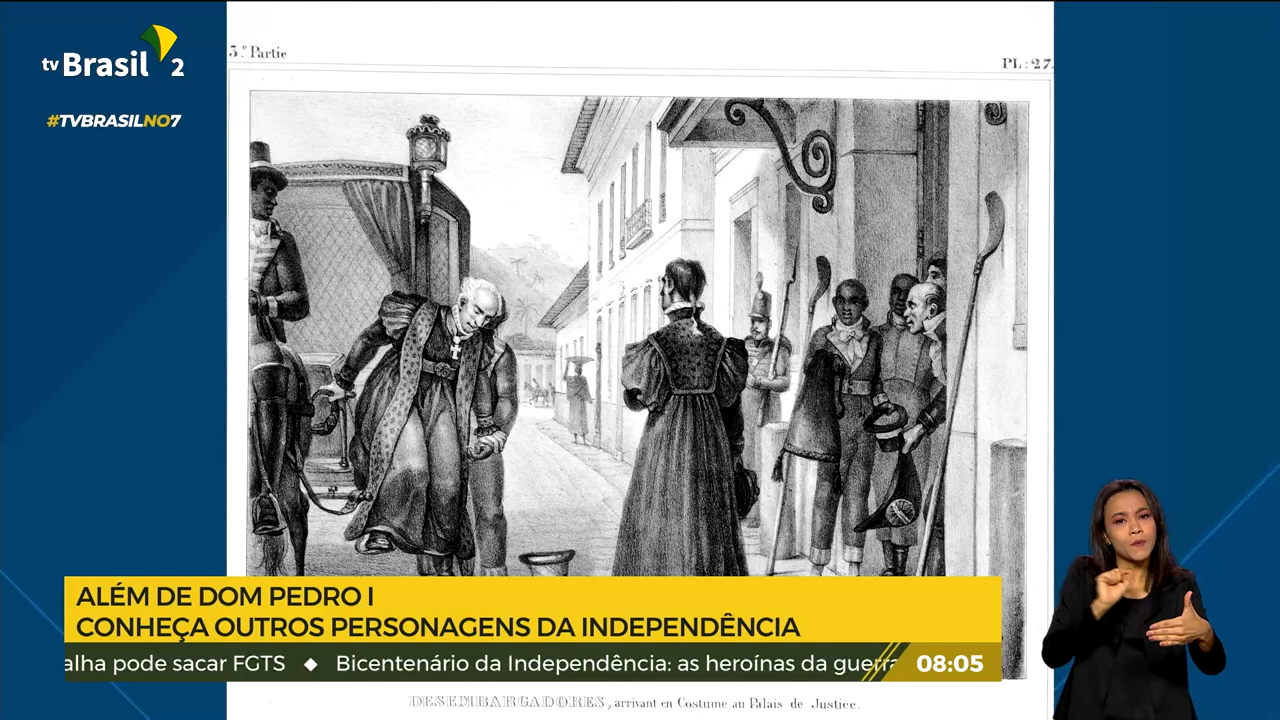 tv Brasil 2
#TVBRASILNO7
3.e Partie
PL: 27.
ALÉM DE DOM PEDRO I
CONHEÇA OUTROS PERSONAGENS DA INDEPENDÊNCIA
alha pode sacar FGTS ◆ Bicentenário da Independência: as heroínas da guerra
08:05
DESEMBARGADORES, arrivant en Costume au Palais de Justice.